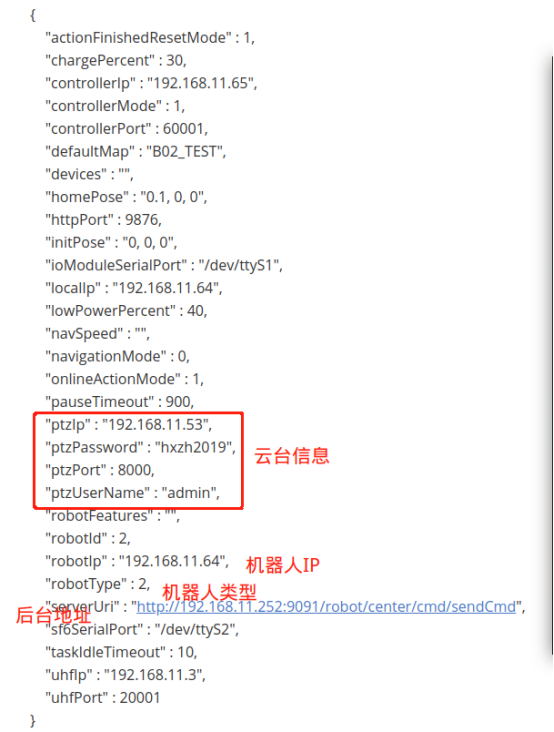 {
"actionFinishedResetMode" : 1,
"chargePercent" : 30,
"controllerIp" : "192.168.11.65",
"controllerMode" : 1,
"controllerPort" : 60001,
"defaultMap" : "B02_TEST",
"devices" : "",
"homePose" : "0.1, 0, 0",
"httpPort" : 9876,
"initPose" : "0, 0, 0",
"ioModuleSerialPort" : "/dev/ttyS1",
"localIp" : "192.168.11.64",
"lowPowerPercent" : 40,
"navSpeed" : "",
"navigationMode" : 0,
"onlineActionMode" : 1,
"pauseTimeout" : 900,
"ptzIp" : "192.168.11.53",
"ptzPassword" : "hxzh2019",
云台信息
"ptzPort" : 8000,
"ptzUserName" : "admin",
"robotFeatures" : "",
"robotId" : 2,
"robotIp" : "192.168.11.64", 机器人IP
"robotType" : 2, 机器人类型
后台地址 "serverUri" : "http://192.168.11.252:9091/robot/center/cmd/sendCmd",
"sf6SerialPort" : "/dev/ttyS2",
"taskIdleTimeout" : 10,
"uhfIp" : "192.168.11.3",
"uhfPort" : 20001
}